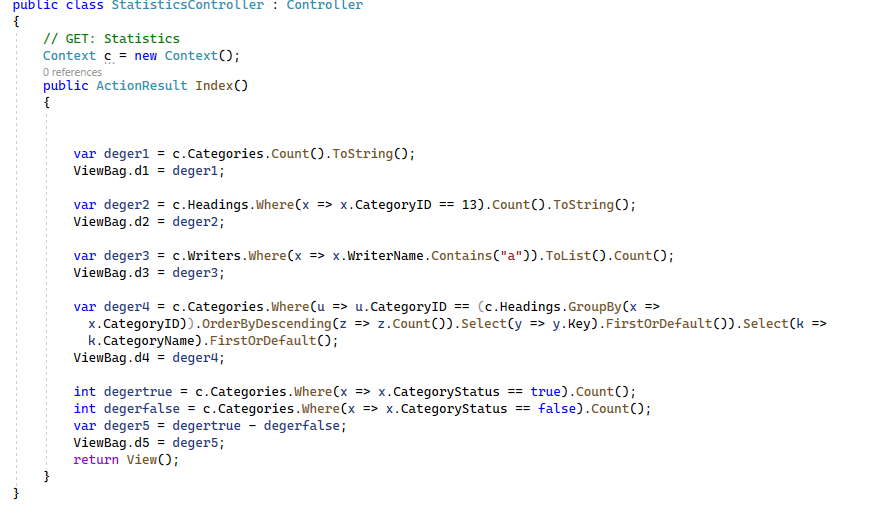 public class StatisticsController : Controller
{
// GET: Statistics
Context c = new Context();
0 references
public ActionResult Index()
{
var deger1 = c.Categories.Count().ToString();
ViewBag.d1 = deger1;
var deger2 = c.Headings.Where(x => x.CategoryID == 13).Count().ToString();
ViewBag.d2 = deger2;
var deger3 = c.Writers.Where(x => x.WriterName.Contains("a")).ToList().Count();
ViewBag.d3 = deger3;
var deger4 = c.Categories.Where(u => u.CategoryID == (c.Headings.GroupBy(x =>
x.CategoryID)).OrderByDescending(z => z.Count()).Select(y => y.Key).FirstOrDefault()).Select(k =>
k.CategoryName).FirstOrDefault();
ViewBag.d4 = deger4;
int degertrue = c.Categories.Where(x => x.CategoryStatus == true).Count();
int degerfalse = c.Categories.Where(x => x.CategoryStatus == false).Count();
var deger5 = degertrue - degerfalse;
ViewBag.d5 = deger5;
return View();
}
}